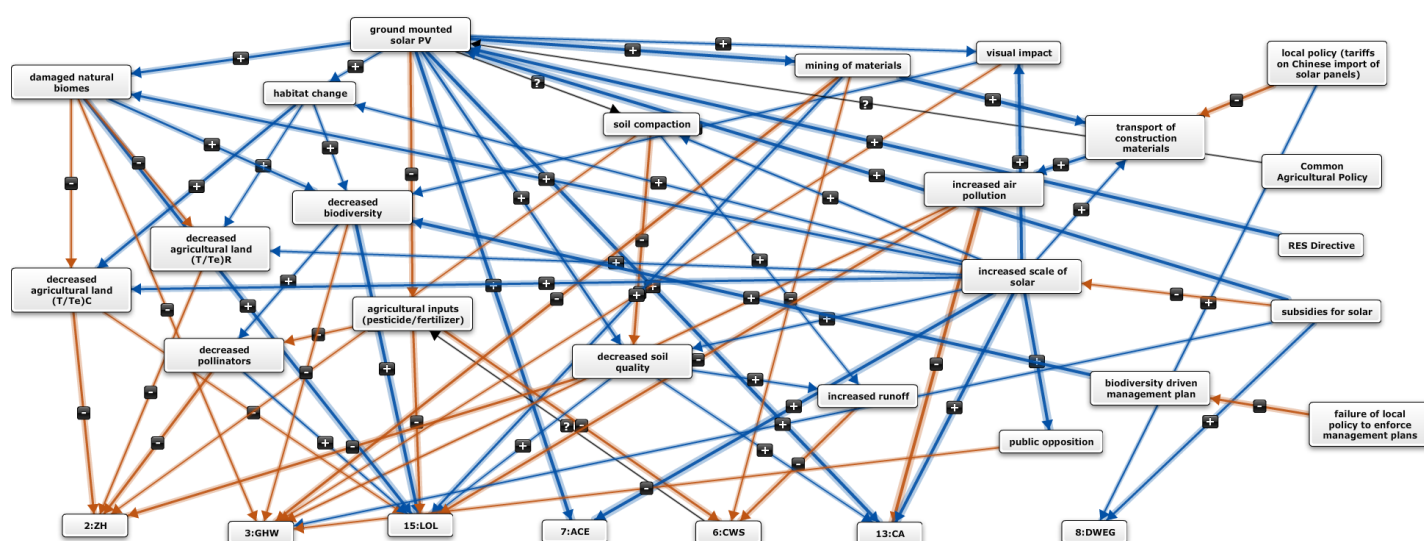 ground mounted
solar PV
visual impact
local policy (tariffs
on Chinese import of
solar panels)
mining of materials
damaged natural
biomes
habitat change
soil compaction
transport of
construction
materials
Common
Agricultural Policy
increased air
pollution
decreased
biodiversity
decreased
agricultural land
(T/Te)R
RES Directive
decreased
agricultural land
(T/Te)C
increased scale of
solar
agricultural inputs
(pesticide/fertilizer)
subsidies for solar
decreased
pollinators
decreased soil
quality
increased runoff
biodiversity driven
management plan
failure of local
policy to enforce
management plans
public opposition
2:ZH
3:GHW
15:LOL
7:ACE
6:CWS
13:CA
8:DWEG